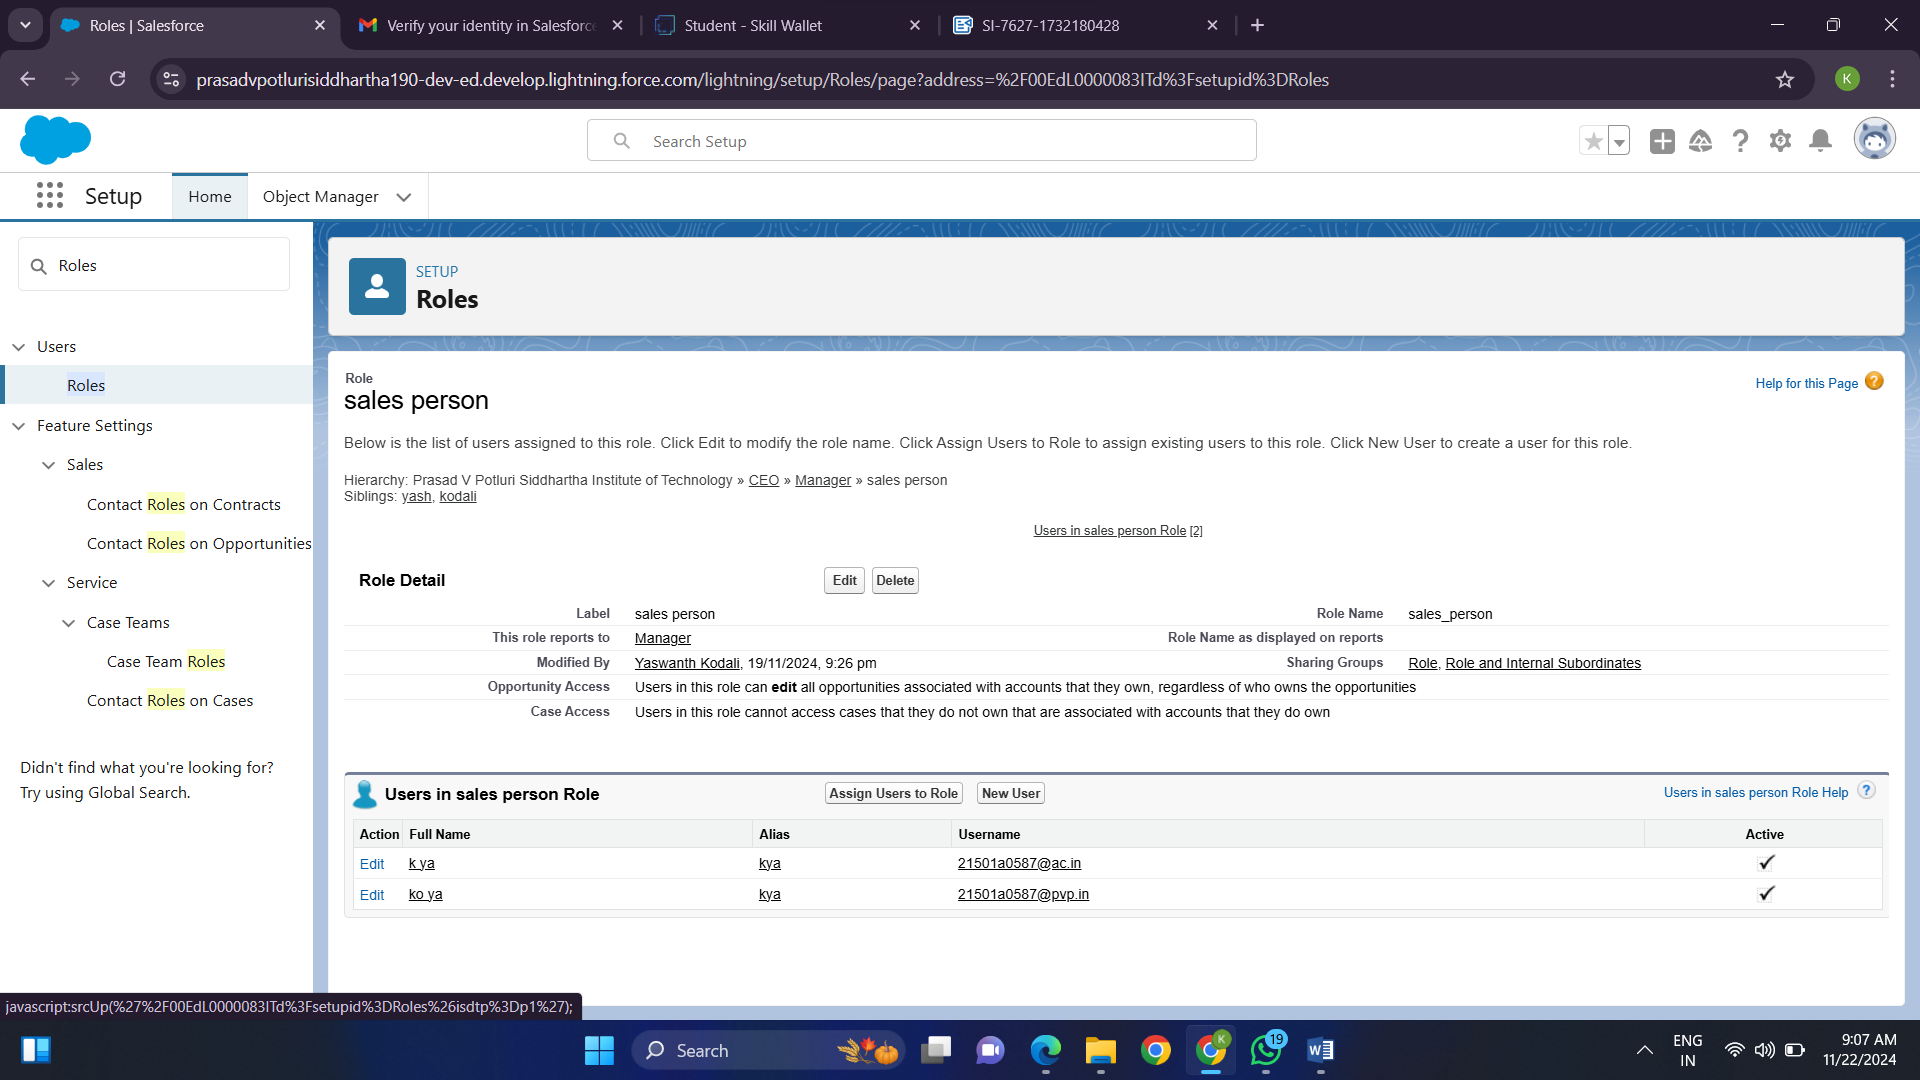 Roles | Salesforce
Verify your identity in Salesforce
Student - Skill Wallet
SI-7627-1732180428
prasadvpotlurisiddhartha190-dev-ed.develop.lightning.force.com/lightning/setup/Roles/page?address=%2F00EdL0000083ITd%3Fsetupid%3DRoles
K
Search Setup
Setup
Home
Object Manager
Roles
Users
Roles
Feature Settings
Sales
Contact Roles on Contracts
Contact Roles on Opportunities
Service
Case Teams
Case Team Roles
Contact Roles on Cases
Didn't find what you're looking for?
Try using Global Search.
SETUP
Roles
Role
sales person
Help for this Page ?
Below is the list of users assigned to this role. Click Edit to modify the role name. Click Assign Users to Role to assign existing users to this role. Click New User to create a user for this role.
Hierarchy: Prasad V Potluri Siddhartha Institute of Technology » CEO » Manager » sales person
Siblings: yash, kodali
Users in sales person Role [2]
Role Detail
Edit Delete
Label sales person Role Name sales_person
This role reports to Manager Role Name as displayed on reports
Modified By Yaswanth Kodali, 19/11/2024, 9:26 pm Sharing Groups Role, Role and Internal Subordinates
Opportunity Access Users in this role can edit all opportunities associated with accounts that they own, regardless of who owns the opportunities
Case Access Users in this role cannot access cases that they do not own that are associated with accounts that they do own
Users in sales person Role Assign Users to Role New User Users in sales person Role Help ?
Action Full Name Alias Username Active
Edit k ya kya 21501a0587@ac.in
Edit ko ya kya 21501a0587@pvp.in
javascript:srcUp(%27%2F00EdL0000083ITd%3Fsetupid%3DRoles%26isdtp%3Dp1%27);
Search
K
19
ENG
IN
9:07 AM
11/22/2024